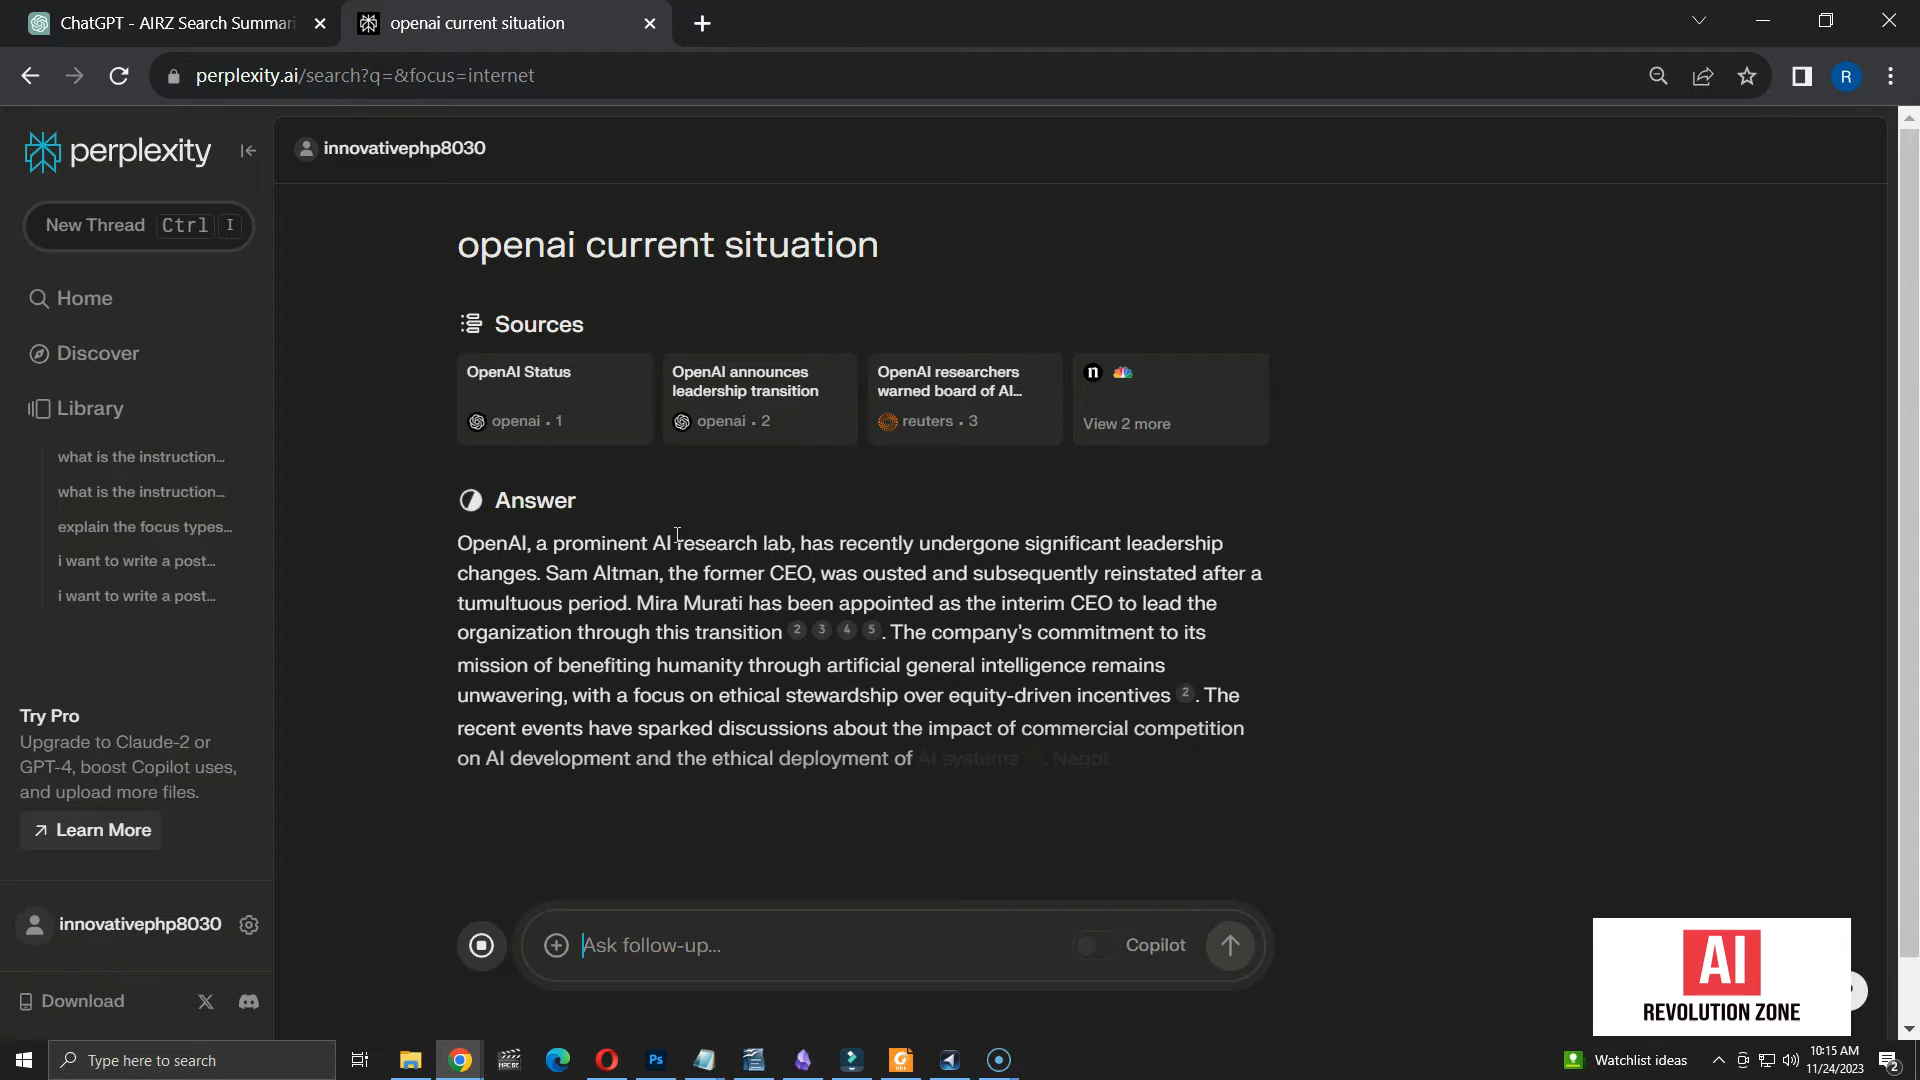 ChatGPT - AIRZ Search Summari
openai current situation
perplexity.ai/search?q=&focus=internet
R
perplexity
innovativephp8030
New Thread Ctrl I
Home
Discover
Library
what is the instruction...
what is the instruction...
explain the focus types...
i want to write a post...
i want to write a post...
Try Pro
Upgrade to Claude-2 or
GPT-4, boost Copilot uses,
and upload more files.
Learn More
innovativephp8030
Download
openai current situation
Sources
OpenAI Status
openai · 1
OpenAI announces
leadership transition
openai · 2
OpenAI researchers
warned board of AI...
reuters · 3
n
View 2 more
Answer
OpenAI, a prominent AI research lab, has recently undergone significant leadership
changes. Sam Altman, the former CEO, was ousted and subsequently reinstated after a
tumultuous period. Mira Murati has been appointed as the interim CEO to lead the
organization through this transition 2 3 4 5. The company's commitment to its
mission of benefiting humanity through artificial general intelligence remains
unwavering, with a focus on ethical stewardship over equity-driven incentives 2. The
recent events have sparked discussions about the impact of commercial competition
on AI development and the ethical deployment of AI systems . Negot
Ask follow-up...
Copilot
AI
REVOLUTION ZONE
Type here to search
Ps
Watchlist ideas
10:15 AM
11/24/2023
2